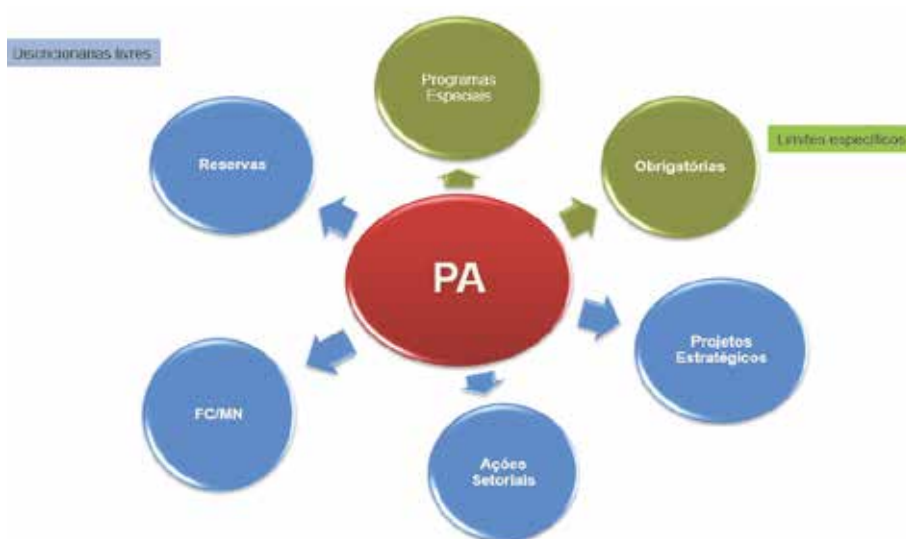 Discricionárias livres
Programas
Especiais
Limites específicos
Reservas
Obrigatórias
PA
Projetos
Estratégicos
FC/MN
Ações
Setoriais